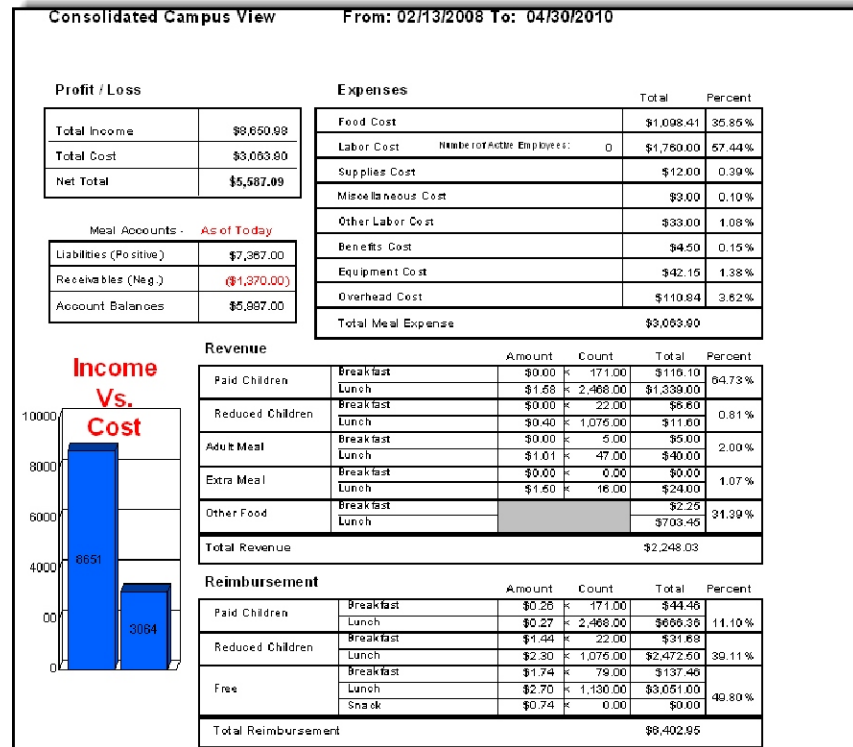 Consolidated Campus View From: 02/13/2008 To: 04/30/2010
Profit / Loss
Total Income $8,650.98
Total Cost $3,063.90
Net Total $5,587.09
Meal Accounts - As of Today
Liabilities (Positive) $7,367.00
Receivables (Neg.) ($1,370.00)
Account Balances $5,997.00
Expenses Total Percent
Food Cost $1,098.41 35.85%
Labor Cost Number of Active Employees: 0 $1,760.00 57.44%
Supplies Cost $12.00 0.39%
Miscellaneous Cost $3.00 0.10%
Other Labor Cost $33.00 1.08%
Benefits Cost $4.50 0.15%
Equipment Cost $42.15 1.38%
Overhead Cost $110.84 3.62%
Total Meal Expense $3,063.90
Income
Vs.
Cost
10000
8000
6000
4000
00
0
8651
3064
Revenue Amount Count Total Percent
Paid Children Breakfast $0.00 × 171.00 $116.10 64.73%
Lunch $1.58 × 2,468.00 $1,339.00
Reduced Children Breakfast $0.00 × 22.00 $6.60 0.81%
Lunch $0.40 × 1,075.00 $11.60
Adult Meal Breakfast $0.00 × 5.00 $5.00 2.00%
Lunch $1.01 × 47.00 $40.00
Extra Meal Breakfast $0.00 × 0.00 $0.00 1.07%
Lunch $1.50 × 16.00 $24.00
Other Food Breakfast $2.25 31.39%
Lunch $703.45
Total Revenue $2,248.03
Reimbursement Amount Count Total Percent
Paid Children Breakfast $0.26 × 171.00 $44.46
Lunch $0.27 × 2,468.00 $666.36 11.10%
Reduced Children Breakfast $1.44 × 22.00 $31.68
Lunch $2.30 × 1,075.00 $2,472.50 39.11%
Free Breakfast $1.74 × 79.00 $137.46
Lunch $2.70 × 1,130.00 $3,051.00 49.80%
Snack $0.74 × 0.00 $0.00
Total Reimbursement $6,402.95